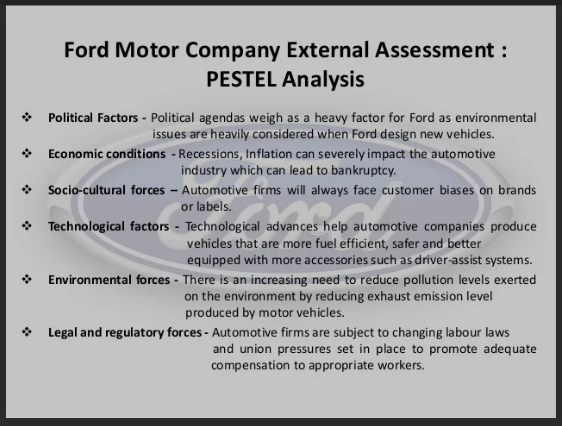 Ford Motor Company External Assessment :
PESTEL Analysis
❖ Political Factors - Political agendas weigh as a heavy factor for Ford as environmental
issues are heavily considered when Ford design new vehicles.
❖ Economic conditions - Recessions, Inflation can severely impact the automotive
industry which can lead to bankruptcy.
❖ Socio-cultural forces – Automotive firms will always face customer biases on brands
or labels.
❖ Technological factors - Technological advances help automotive companies produce
vehicles that are more fuel efficient, safer and better
equipped with more accessories such as driver-assist systems.
❖ Environmental forces - There is an increasing need to reduce pollution levels exerted
on the environment by reducing exhaust emission level
produced by motor vehicles.
❖ Legal and regulatory forces - Automotive firms are subject to changing labour laws
and union pressures set in place to promote adequate
compensation to appropriate workers.
Ford